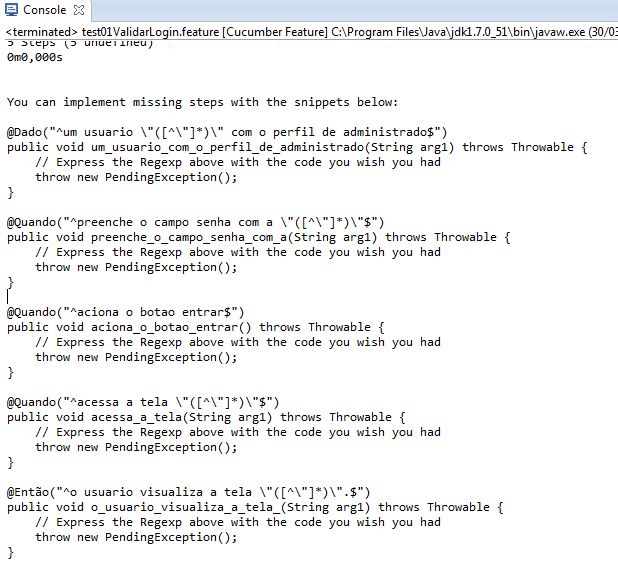 Console
<terminated> test01ValidarLogin.feature [Cucumber Feature] C:\Program Files\Java\jdk1.7.0_51\bin\javaw.exe (30/03
5 Steps (5 undefined)
0m0,000s
You can implement missing steps with the snippets below:
@Dado("^um usuario \"([^\"]*)\" com o perfil de administrado$")
public void um_usuario_com_o_perfil_de_administrado(String arg1) throws Throwable {
// Express the Regexp above with the code you wish you had
throw new PendingException();
}
@Quando("^preenche o campo senha com a \"([^\"]*)\"$")
public void preenche_o_campo_senha_com_a(String arg1) throws Throwable {
// Express the Regexp above with the code you wish you had
throw new PendingException();
}
@Quando("^aciona o botao entrar$")
public void aciona_o_botao_entrar() throws Throwable {
// Express the Regexp above with the code you wish you had
throw new PendingException();
}
@Quando("^acessa a tela \"([^\"]*)\"$")
public void acessa_a_tela(String arg1) throws Throwable {
// Express the Regexp above with the code you wish you had
throw new PendingException();
}
@Então("^o usuario visualiza a tela \"([^\"]*)\".$")
public void o_usuario_visualiza_a_tela_(String arg1) throws Throwable {
// Express the Regexp above with the code you wish you had
throw new PendingException();
}